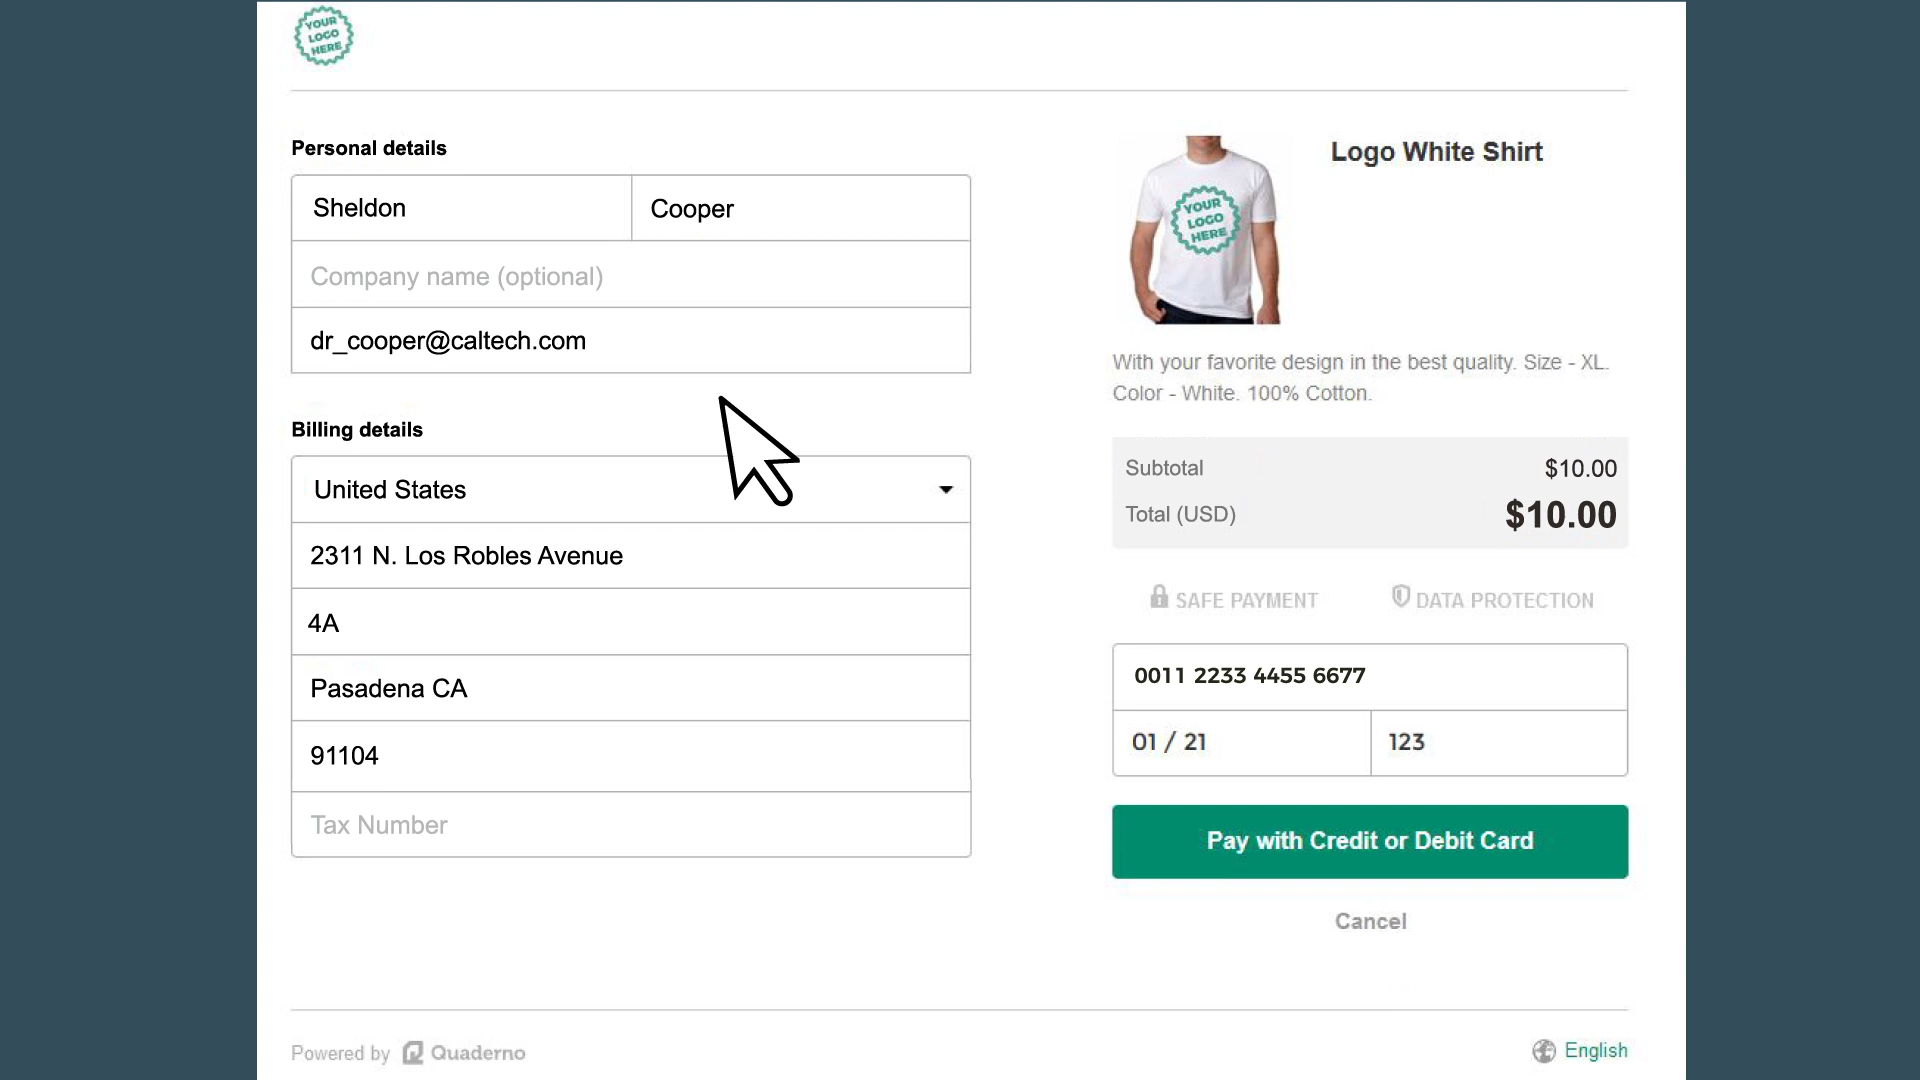 YOUR
LOGO
HERE
Personal details
Sheldon
Cooper
Company name (optional)
dr_cooper@caltech.com
Billing details
United States
2311 N. Los Robles Avenue
4A
Pasadena CA
91104
Tax Number
Logo White Shirt
YOUR
LOGO
HERE
With your favorite design in the best quality. Size - XL.
Color - White. 100% Cotton.
Subtotal $10.00
Total (USD) $10.00
SAFE PAYMENT DATA PROTECTION
0011 2233 4455 6677
01 / 21 123
Pay with Credit or Debit Card
Cancel
Powered by Quaderno
English